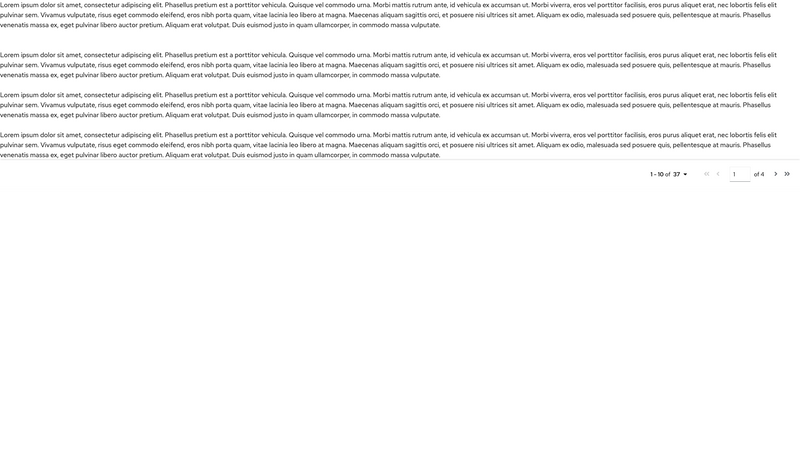 Lorem ipsum dolor sit amet, consectetur adipiscing elit. Phasellus pretium est a porttitor vehicula. Quisque vel commodo urna. Morbi mattis rutrum ante, id vehicula ex accumsan ut. Morbi viverra, eros vel porttitor facilisis, eros purus aliquet erat, nec lobortis felis elit
pulvinar sem. Vivamus vulputate, risus eget commodo eleifend, eros nibh porta quam, vitae lacinia leo libero at magna. Maecenas aliquam sagittis orci, et posuere nisi ultrices sit amet. Aliquam ex odio, malesuada sed posuere quis, pellentesque at mauris. Phasellus
venenatis massa ex, eget pulvinar libero auctor pretium. Aliquam erat volutpat. Duis euismod justo in quam ullamcorper, in commodo massa vulputate.
Lorem ipsum dolor sit amet, consectetur adipiscing elit. Phasellus pretium est a porttitor vehicula. Quisque vel commodo urna. Morbi mattis rutrum ante, id vehicula ex accumsan ut. Morbi viverra, eros vel porttitor facilisis, eros purus aliquet erat, nec lobortis felis elit
pulvinar sem. Vivamus vulputate, risus eget commodo eleifend, eros nibh porta quam, vitae lacinia leo libero at magna. Maecenas aliquam sagittis orci, et posuere nisi ultrices sit amet. Aliquam ex odio, malesuada sed posuere quis, pellentesque at mauris. Phasellus
venenatis massa ex, eget pulvinar libero auctor pretium. Aliquam erat volutpat. Duis euismod justo in quam ullamcorper, in commodo massa vulputate.
Lorem ipsum dolor sit amet, consectetur adipiscing elit. Phasellus pretium est a porttitor vehicula. Quisque vel commodo urna. Morbi mattis rutrum ante, id vehicula ex accumsan ut. Morbi viverra, eros vel porttitor facilisis, eros purus aliquet erat, nec lobortis felis elit
pulvinar sem. Vivamus vulputate, risus eget commodo eleifend, eros nibh porta quam, vitae lacinia leo libero at magna. Maecenas aliquam sagittis orci, et posuere nisi ultrices sit amet. Aliquam ex odio, malesuada sed posuere quis, pellentesque at mauris. Phasellus
venenatis massa ex, eget pulvinar libero auctor pretium. Aliquam erat volutpat. Duis euismod justo in quam ullamcorper, in commodo massa vulputate.
Lorem ipsum dolor sit amet, consectetur adipiscing elit. Phasellus pretium est a porttitor vehicula. Quisque vel commodo urna. Morbi mattis rutrum ante, id vehicula ex accumsan ut. Morbi viverra, eros vel porttitor facilisis, eros purus aliquet erat, nec lobortis felis elit
pulvinar sem. Vivamus vulputate, risus eget commodo eleifend, eros nibh porta quam, vitae lacinia leo libero at magna. Maecenas aliquam sagittis orci, et posuere nisi ultrices sit amet. Aliquam ex odio, malesuada sed posuere quis, pellentesque at mauris. Phasellus
venenatis massa ex, eget pulvinar libero auctor pretium. Aliquam erat volutpat. Duis euismod justo in quam ullamcorper, in commodo massa vulputate.
1 - 10 of 37 1 of 4